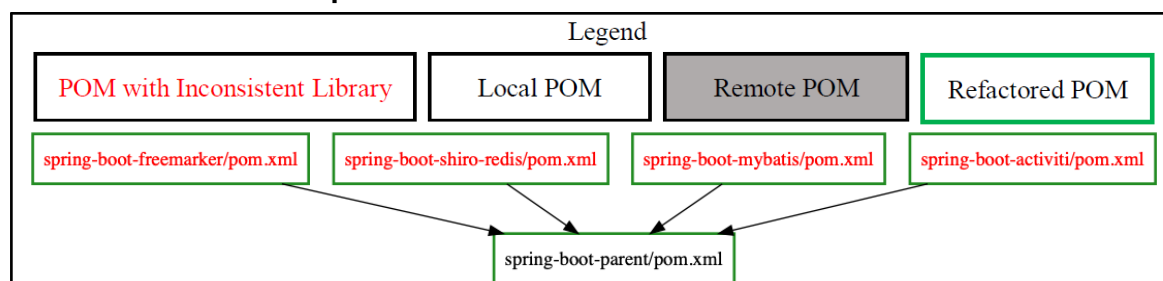 Legend
POM with Inconsistent Library Local POM Remote POM Refactored POM
spring-boot-freemarker/pom.xml spring-boot-shiro-redis/pom.xml spring-boot-mybatis/pom.xml spring-boot-activiti/pom.xml
spring-boot-parent/pom.xml